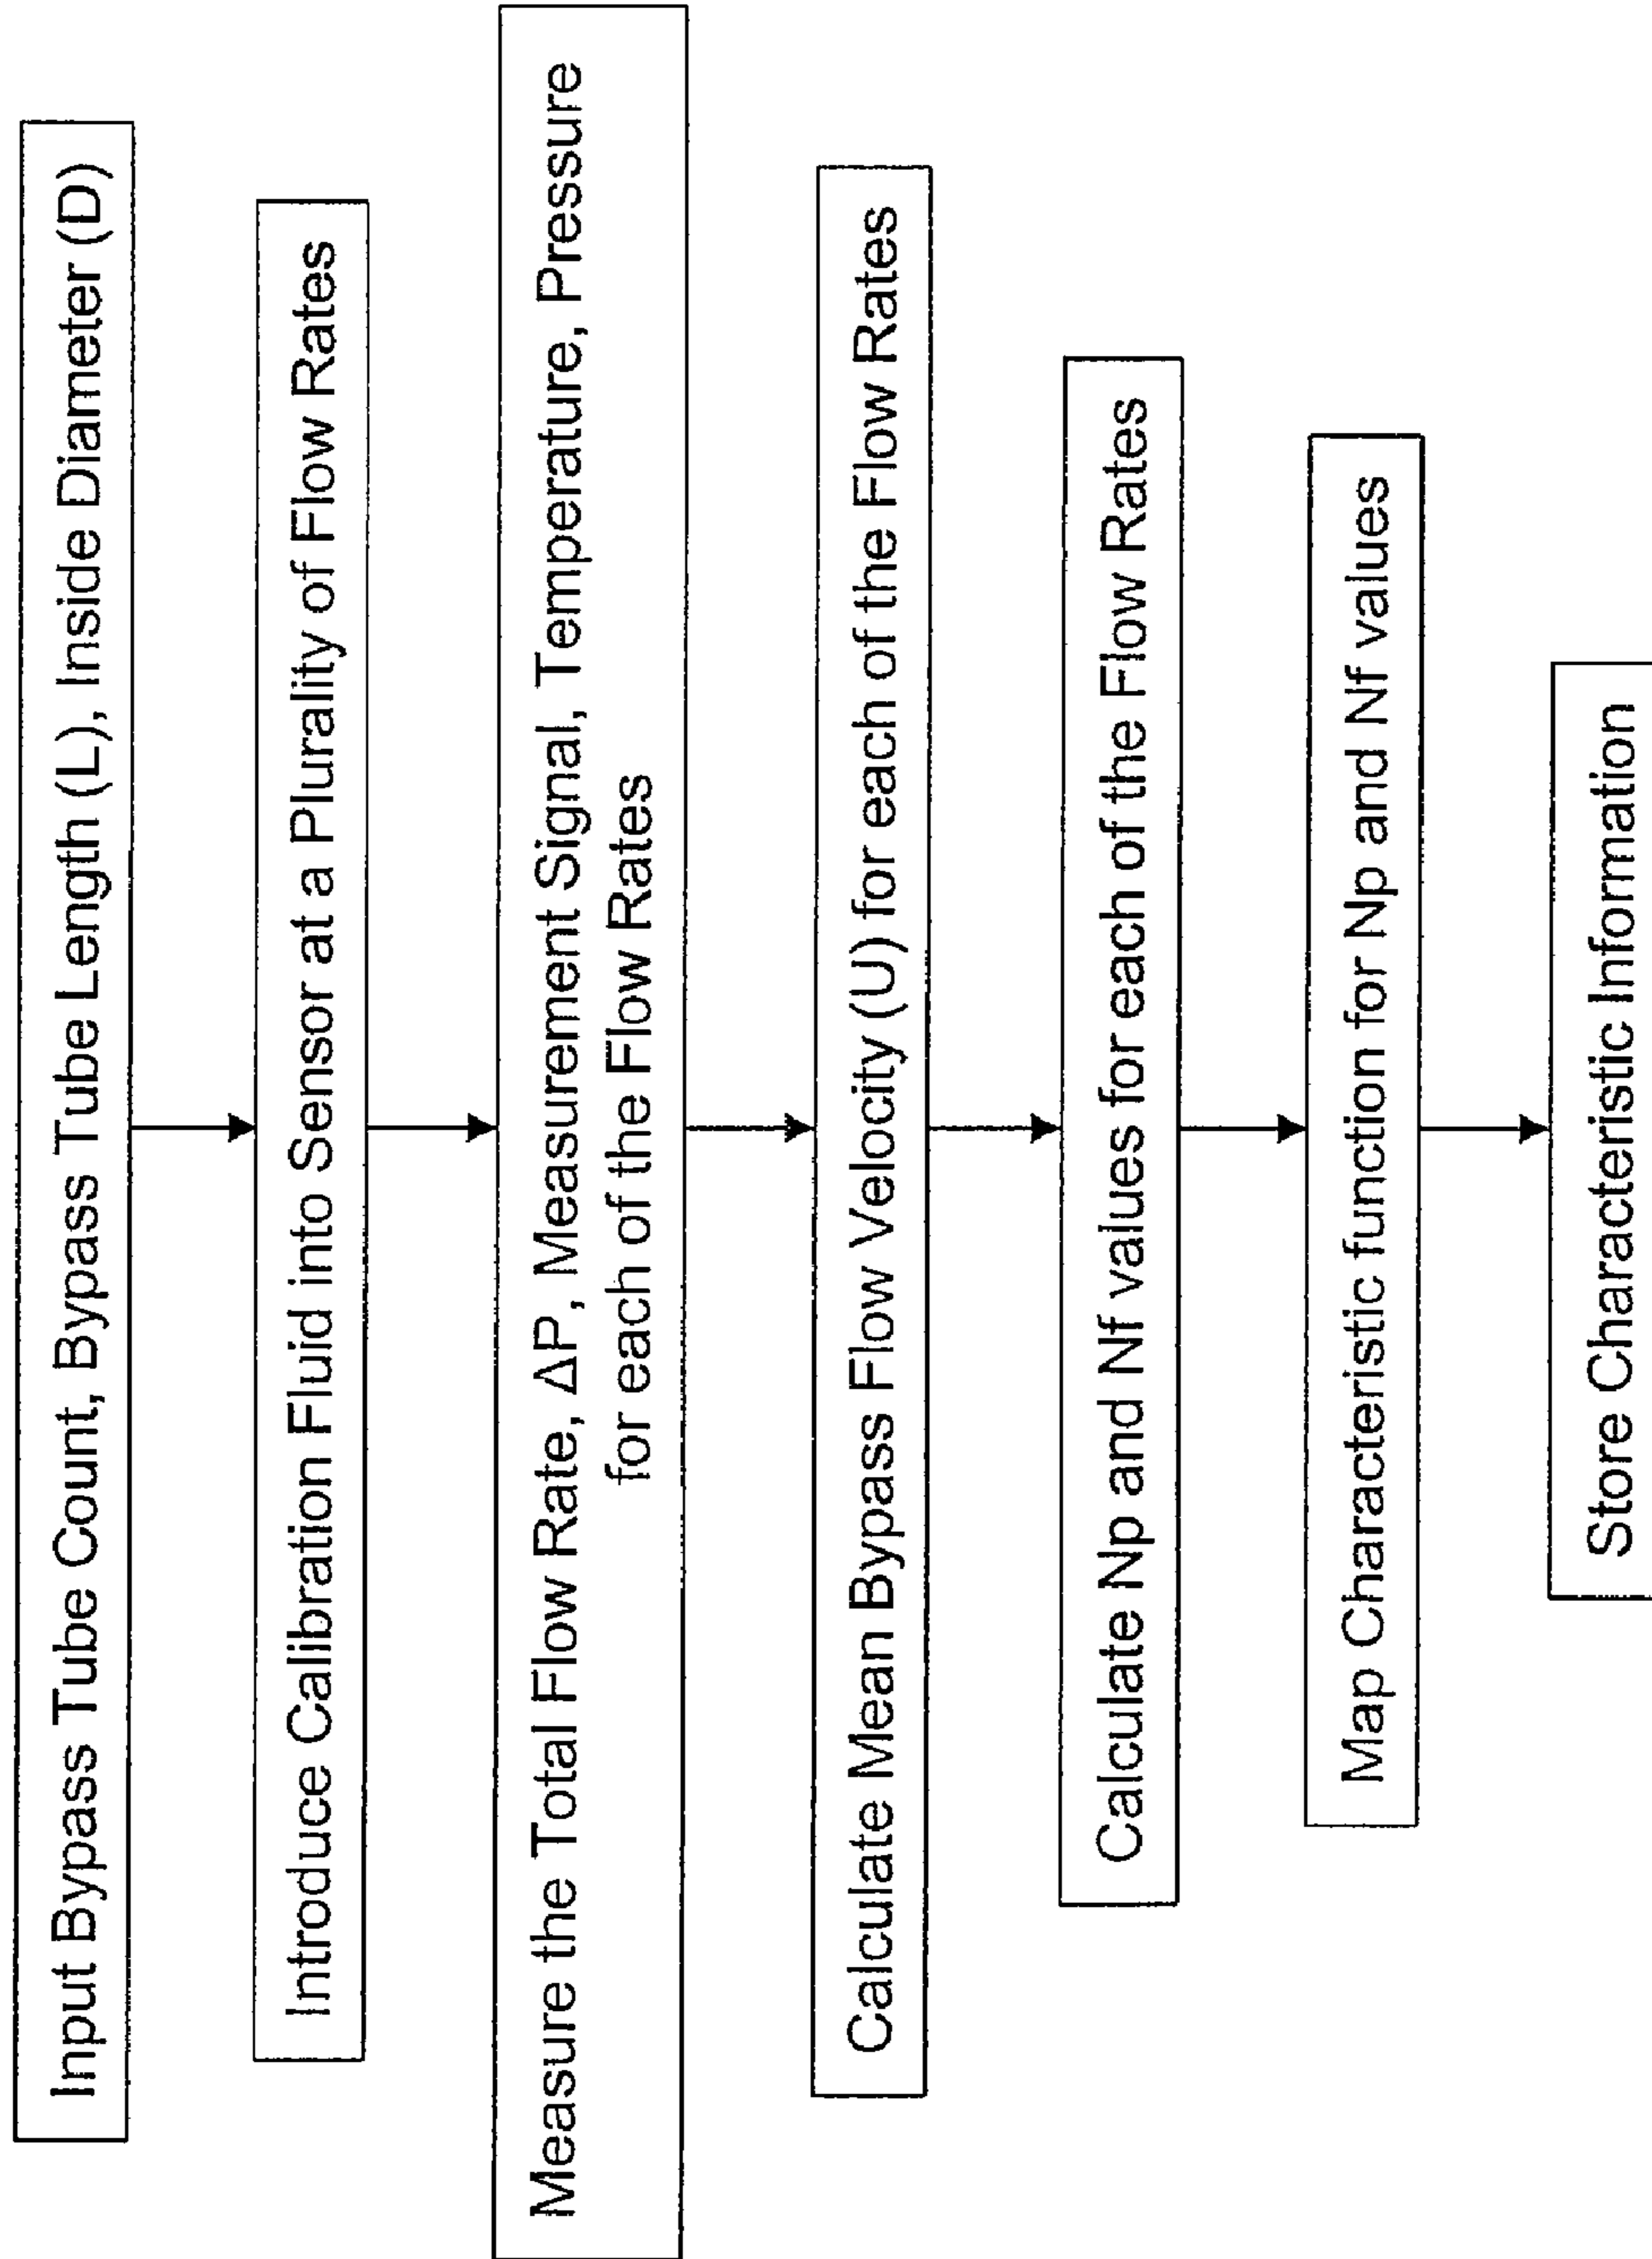 Input Bypass Tube Count, Bypass Tube Length (L), Inside Diameter (D)
Introduce Calibration Fluid into Sensor at a Plurality of Flow Rates
Measure the Total Flow Rate, ΔP, Measurement Signal, Temperature, Pressure
for each of the Flow Rates
Calculate Mean Bypass Flow Velocity (U) for each of the Flow Rates
Calculate Np and Nf values for each of the Flow Rates
Map Characteristic function for Np and Nf values
Store Characteristic Information